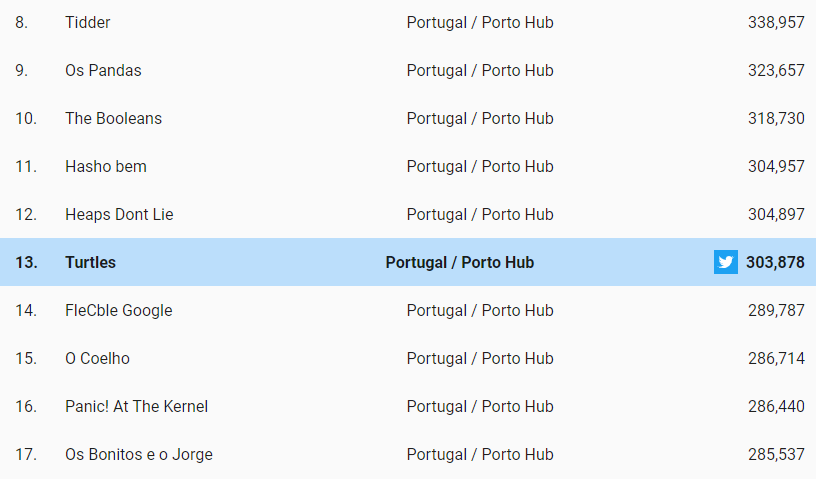 8. Tidder Portugal / Porto Hub 338,957
9. Os Pandas Portugal / Porto Hub 323,657
10. The Booleans Portugal / Porto Hub 318,730
11. Hasho bem Portugal / Porto Hub 304,957
12. Heaps Dont Lie Portugal / Porto Hub 304,897
13. Turtles Portugal / Porto Hub 303,878
14. FleCble Google Portugal / Porto Hub 289,787
15. O Coelho Portugal / Porto Hub 286,714
16. Panic! At The Kernel Portugal / Porto Hub 286,440
17. Os Bonitos e o Jorge Portugal / Porto Hub 285,537